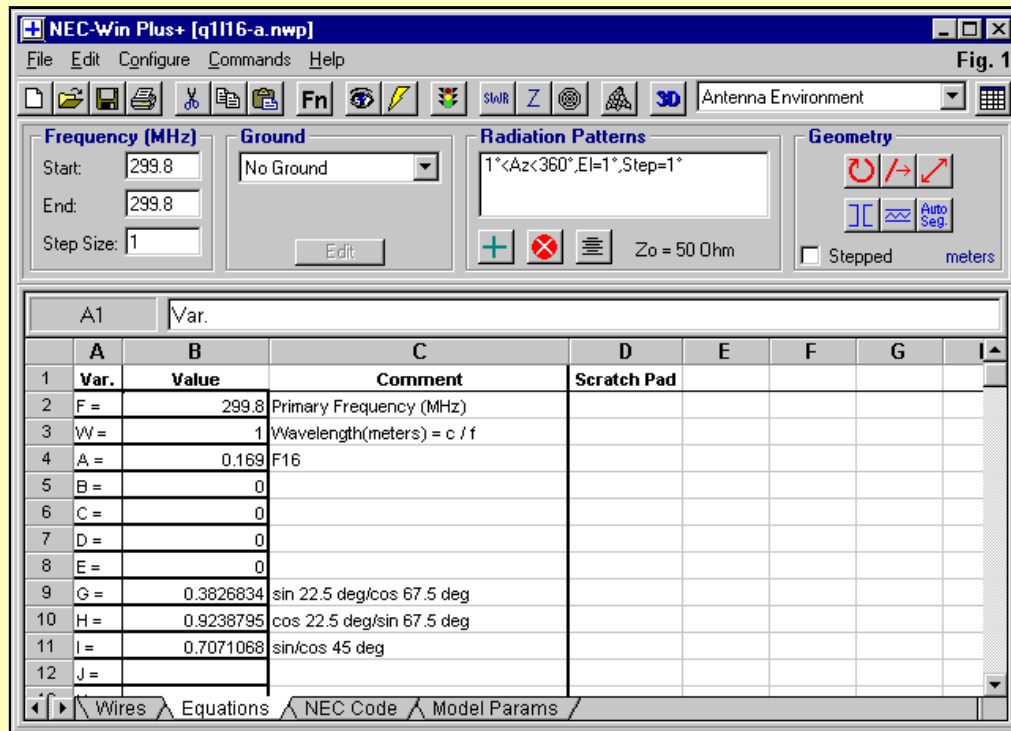 NEC-Win Plus+ [q1l16-a.nwp]
File Edit Configure Commands Help Fig. 1
Fn SWR Z 3D Antenna Environment
Frequency (MHz) Ground Radiation Patterns Geometry
Start: 299.8 No Ground 1°<Az<360°,El=1°,Step=1°
End: 299.8
Auto Seg.
Step Size: 1 Edit Zo = 50 Ohm Stepped meters
A1 Var.
A B C D E F G
1 Var. Value Comment Scratch Pad
2 F = 299.8 Primary Frequency (MHz)
3 W = 1 Wavelength(meters) = c / f
4 A = 0.169 F16
5 B = 0
6 C = 0
7 D = 0
8 E = 0
9 G = 0.3826834 sin 22.5 deg/cos 67.5 deg
10 H = 0.9238795 cos 22.5 deg/sin 67.5 deg
11 I = 0.7071068 sin/cos 45 deg
12 J =
Wires Equations NEC Code Model Params